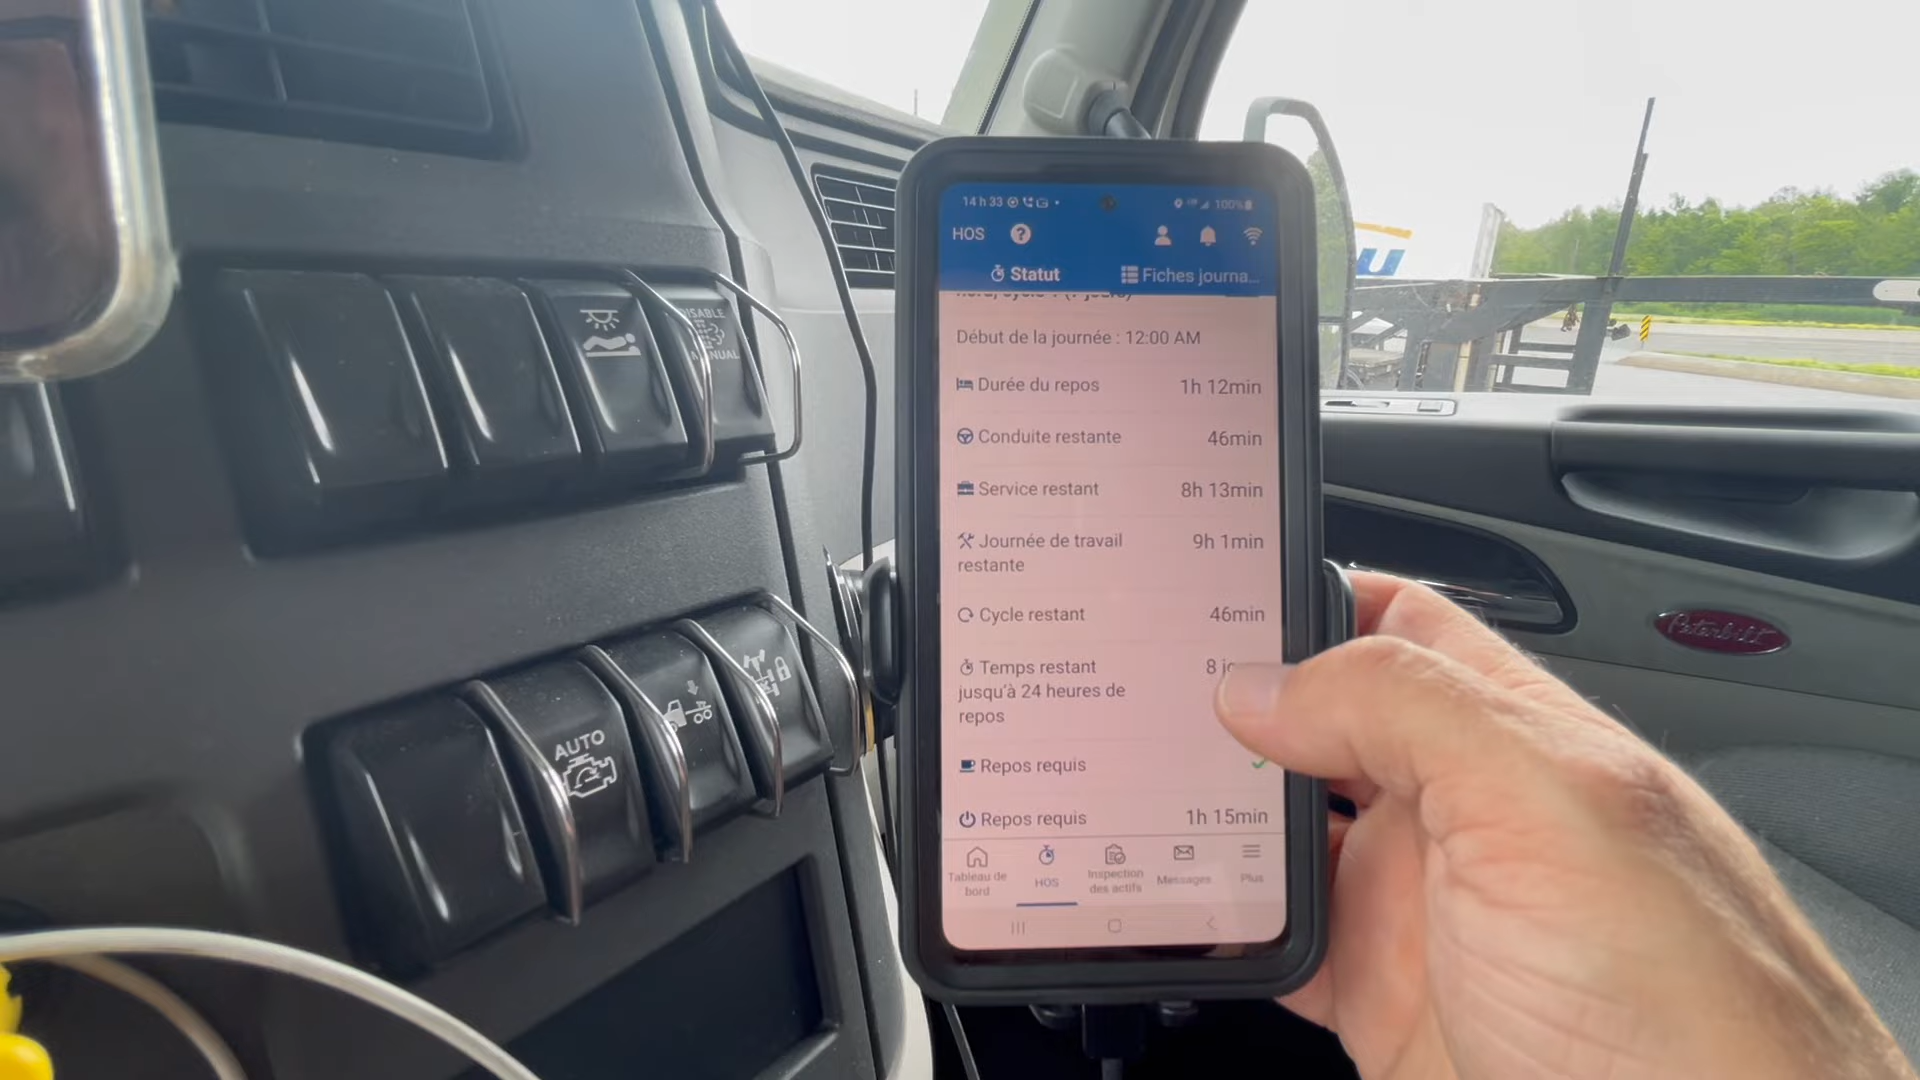 14 h 33
100%
HOS
Statut
Fiches journa...
Début de la journée : 12:00 AM
Durée du repos 1h 12min
Conduite restante 46min
Service restant 8h 13min
Journée de travail restante 9h 1min
Cycle restant 46min
Temps restant jusqu'à 24 heures de repos 8
Repos requis
Repos requis 1h 15min
Tableau de bord
HOS
Inspection des actifs
Messages
Plus
MANUAL
AUTO
Peterbilt